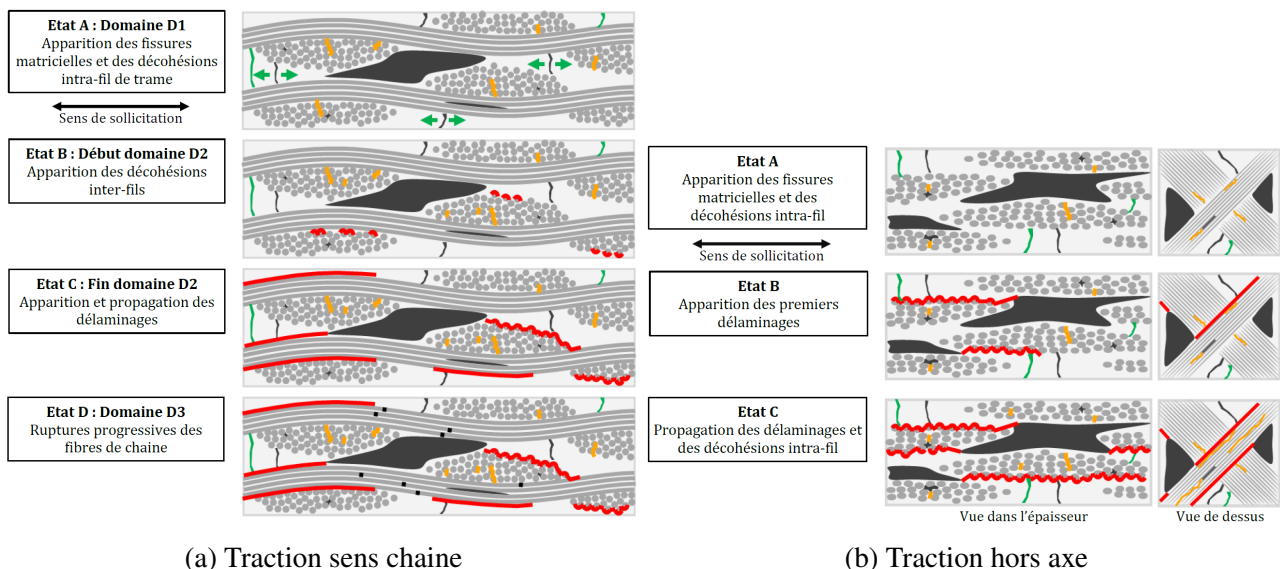 Etat A : Domaine D1
Apparition des fissures
matricielles et des décohésions
intra-fil de trame
Sens de sollicitation
Etat B : Début domaine D2
Apparition des décohésions
inter-fils
Etat C : Fin domaine D2
Apparition et propagation des
délaminages
Etat D : Domaine D3
Ruptures progressives des
fibres de chaine
(a) Traction sens chaine
Etat A
Apparition des fissures
matricielles et des
décohésions intra-fil
Sens de sollicitation
Etat B
Apparition des premiers
délaminages
Etat C
Propagation des délaminages et
des décohésions intra-fil
Vue dans l'épaisseur
Vue de dessus
(b) Traction hors axe